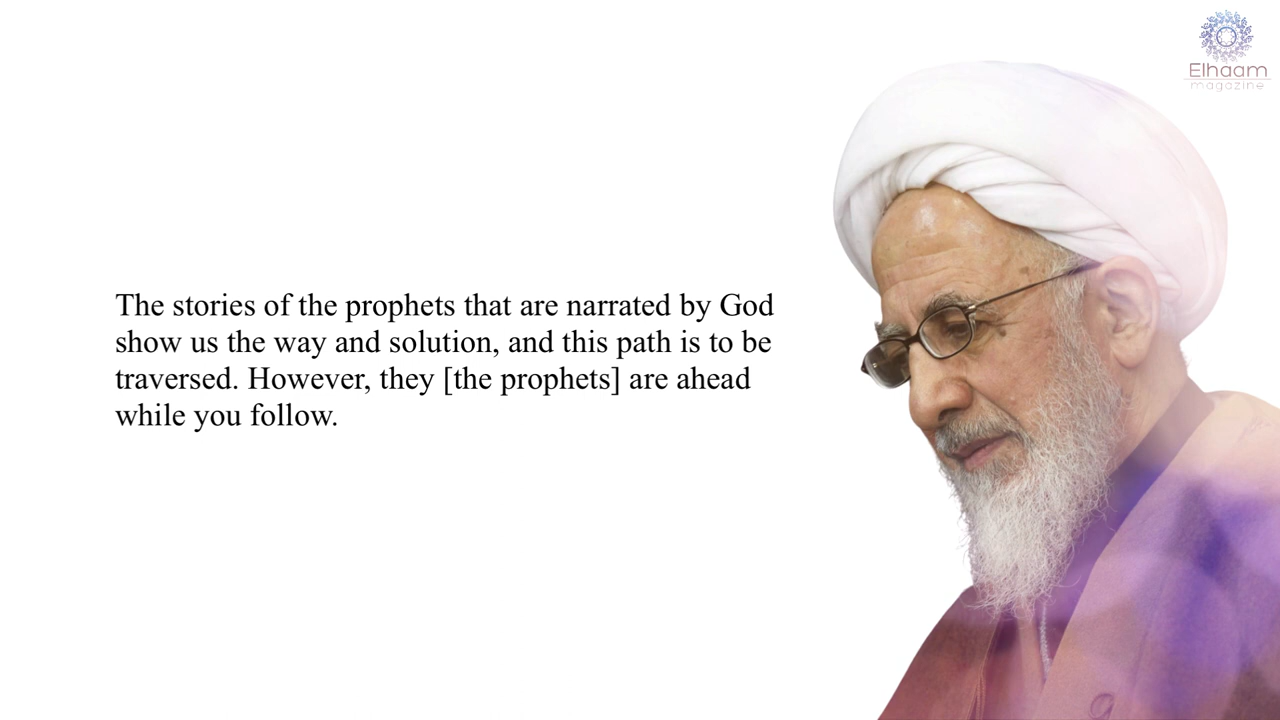 Elhaam
magazine
The stories of the prophets that are narrated by God
show us the way and solution, and this path is to be
traversed. However, they [the prophets] are ahead
while you follow.